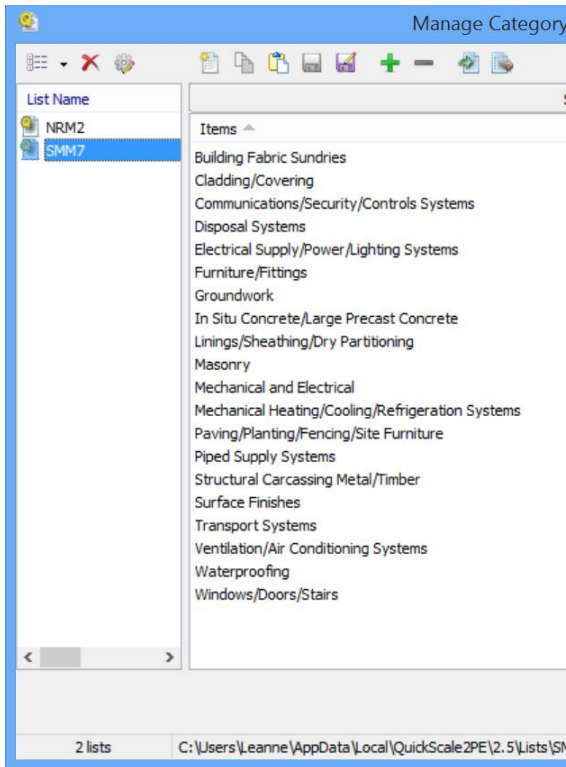 Manage Category
List Name
NRM2
SMM7
Items
Building Fabric Sundries
Cladding/Covering
Communications/Security/Controls Systems
Disposal Systems
Electrical Supply/Power/Lighting Systems
Furniture/Fittings
Groundwork
In Situ Concrete/Large Precast Concrete
Linings/Sheathing/Dry Partitioning
Masonry
Mechanical and Electrical
Mechanical Heating/Cooling/Refrigeration Systems
Paving/Planting/Fencing/Site Furniture
Piped Supply Systems
Structural Carcassing Metal/Timber
Surface Finishes
Transport Systems
Ventilation/Air Conditioning Systems
Waterproofing
Windows/Doors/Stairs
2 lists C:\Users\Leanne\AppData\Local\QuickScale2PE\2.5\Lists\SM